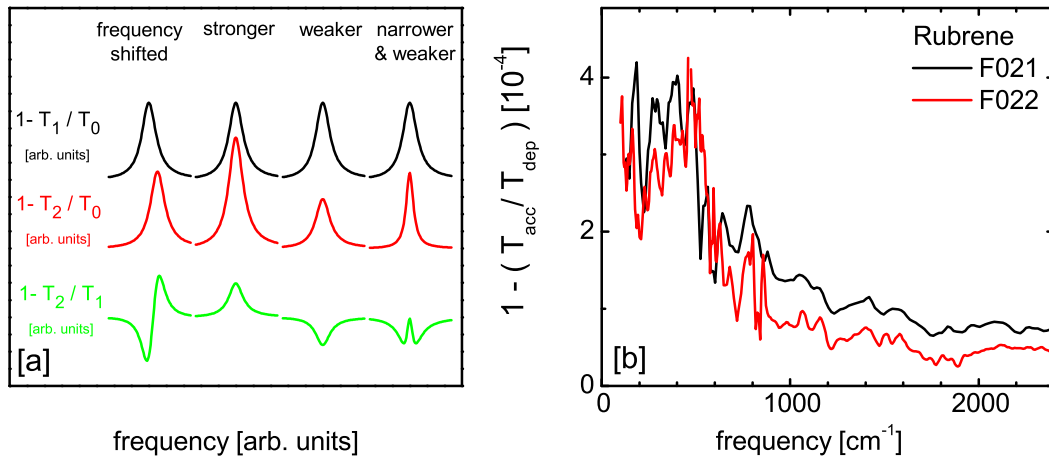 frequency shifted
stronger
weaker
narrower & weaker
1- T₁ / T₀
[arb. units]
1- T₂ / T₀
[arb. units]
1- T₂ / T₁
[arb. units]
[a]
frequency [arb. units]
1 - ( T_acc / T_dep ) [10⁻⁴]
4
2
0
Rubrene
F021
F022
[b]
0 1000 2000
frequency [cm⁻¹]